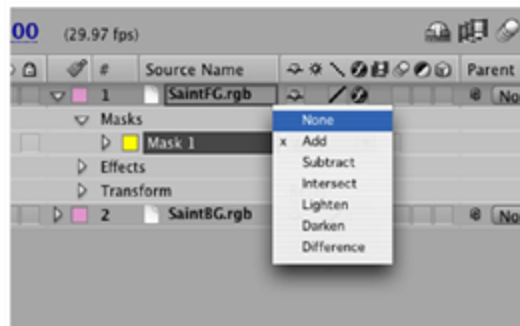 00 (29.97 fps)
# Source Name Parent
1 SaintFG.rgb No
Masks
Mask 1
Effects
Transform
2 SaintBG.rgb No
None
x Add
Subtract
Intersect
Lighten
Darken
Difference